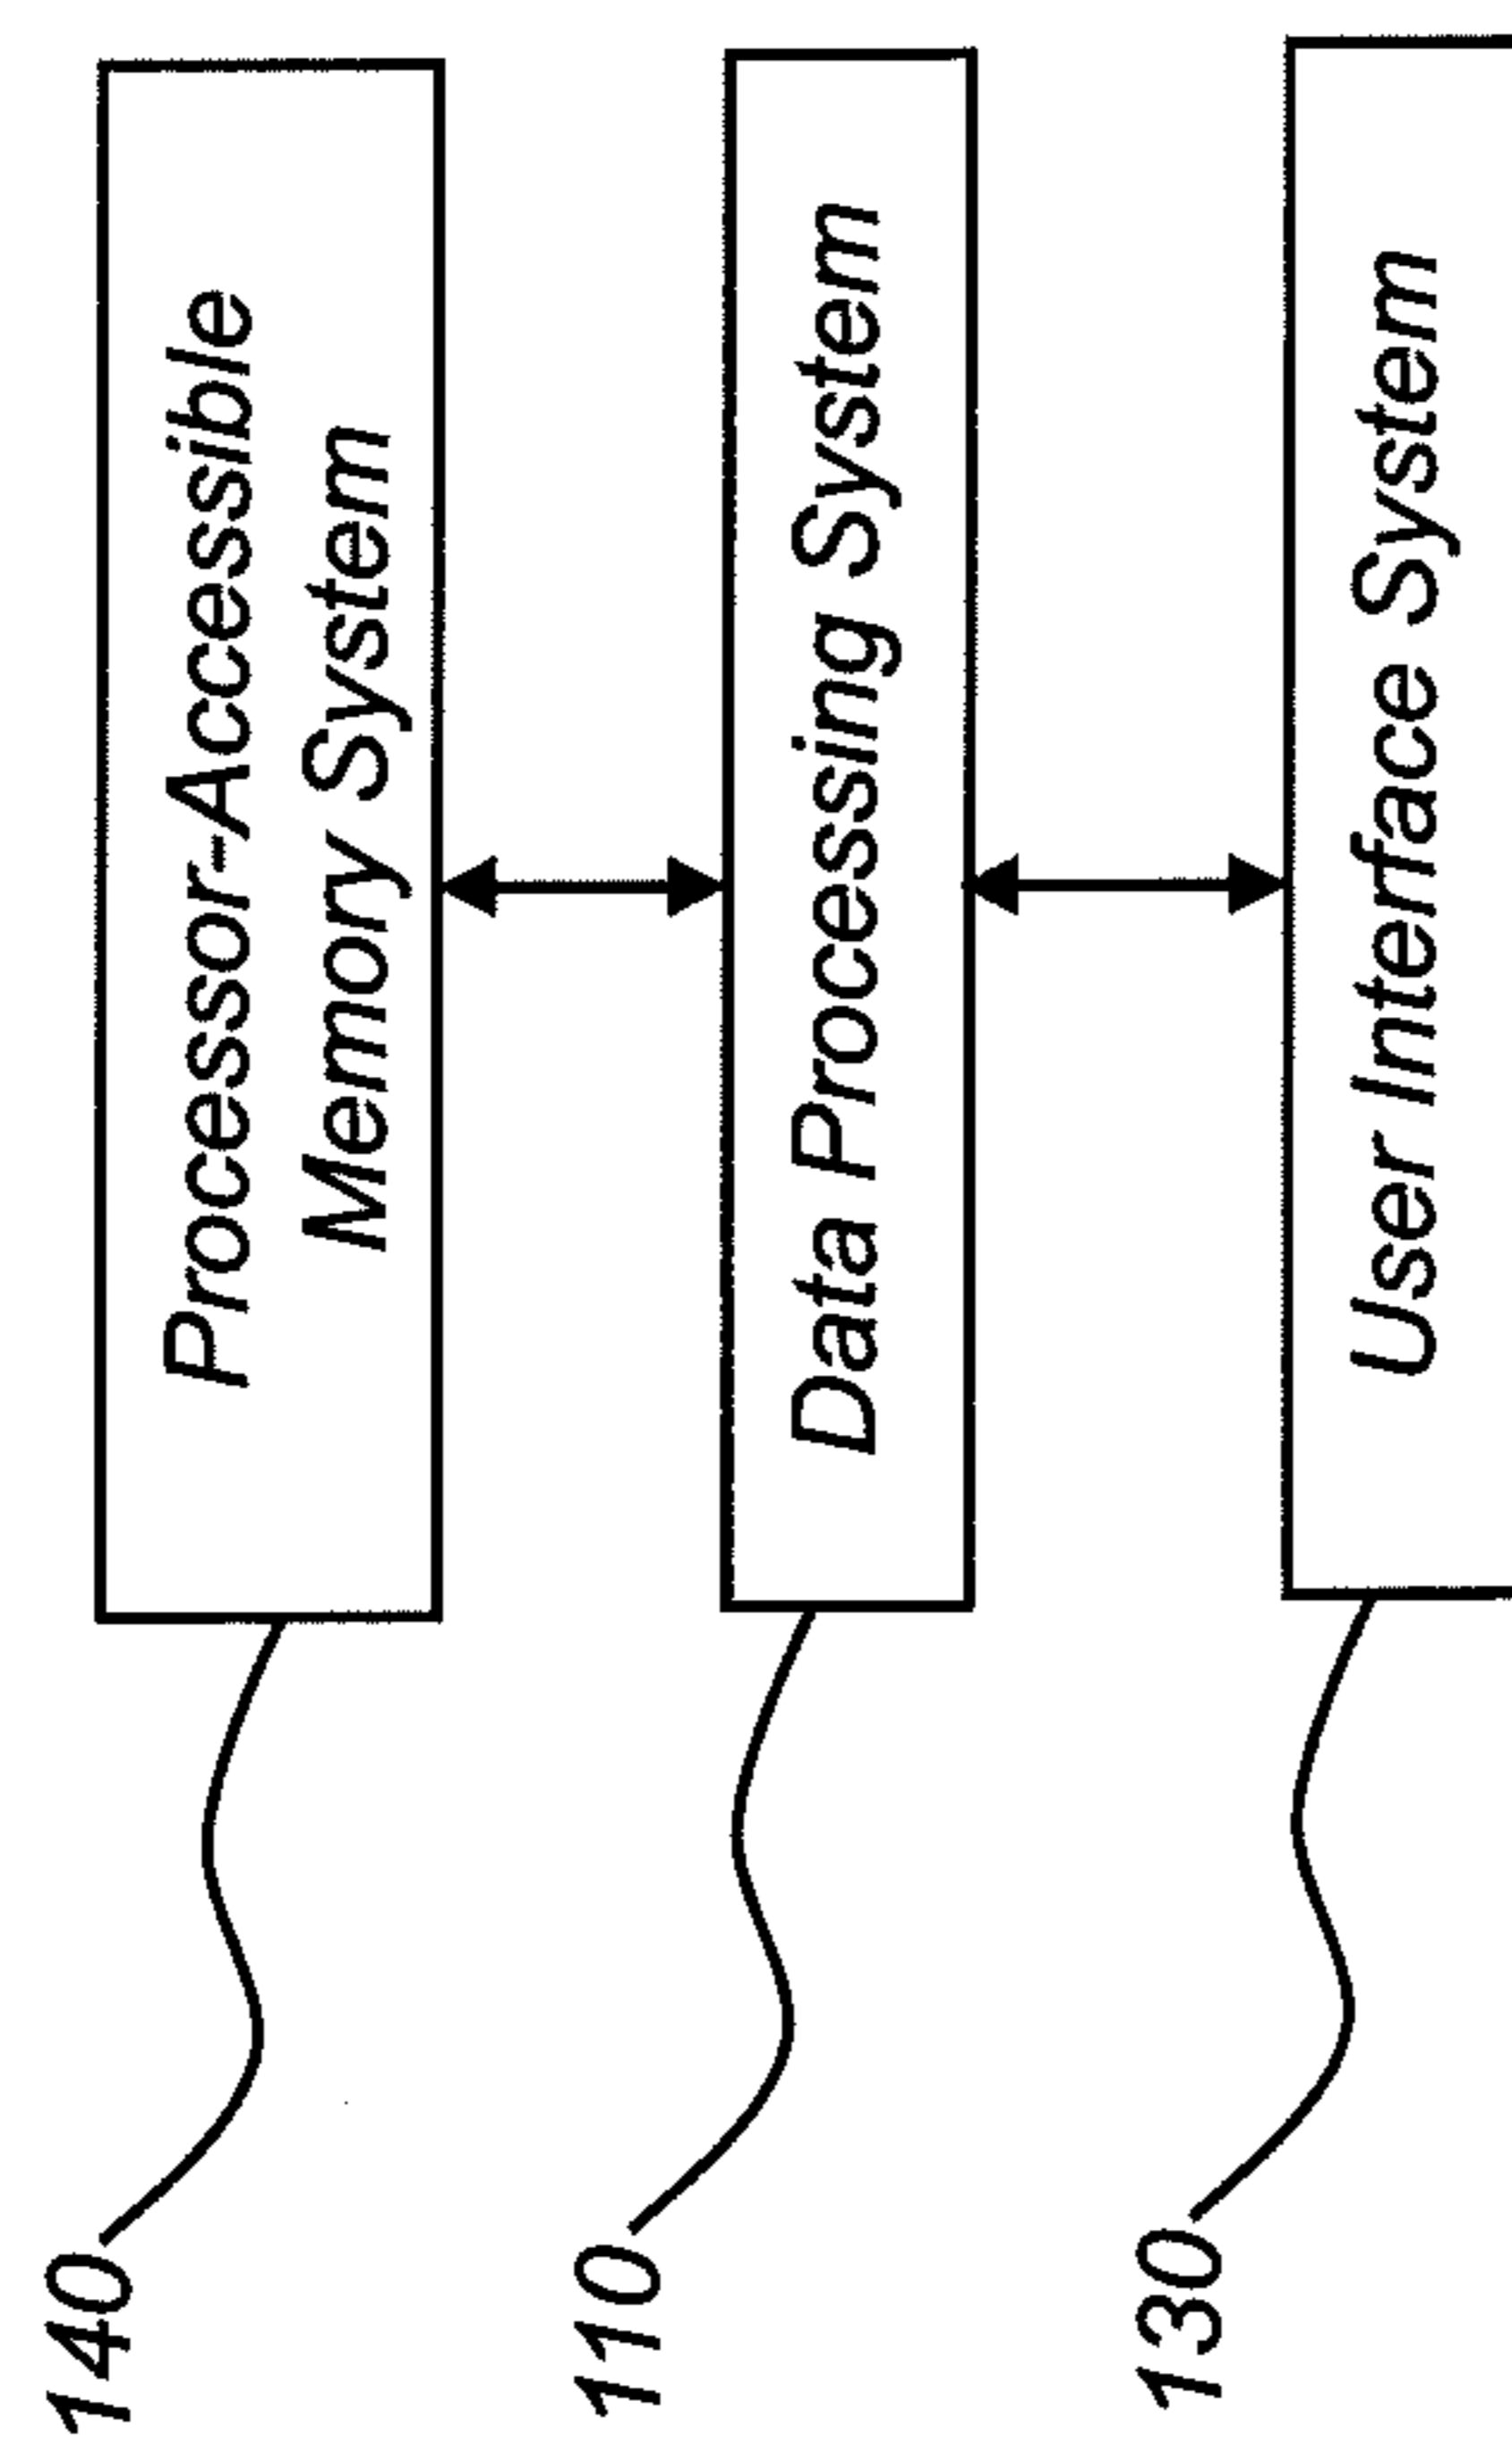 Processor-Accessible
Memory System
140
Data Processing System
110
User Interface System
130